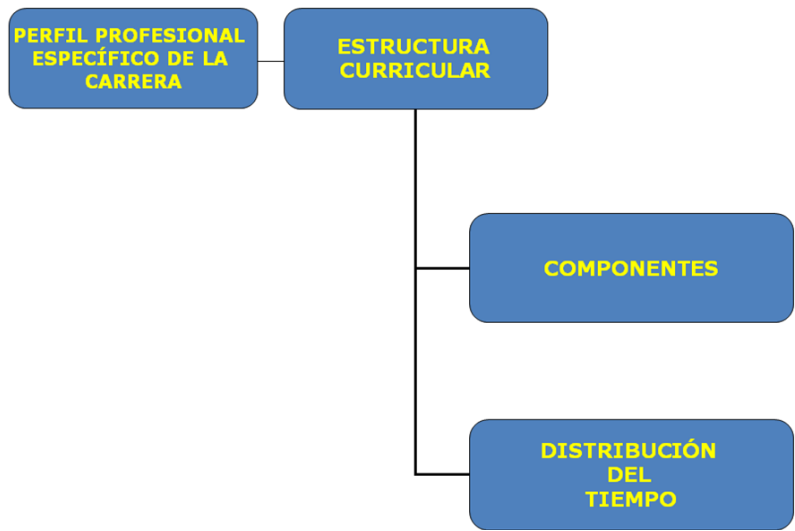 PERFIL PROFESIONAL
ESPECÍFICO DE LA
CARRERA
ESTRUCTURA
CURRICULAR
COMPONENTES
DISTRIBUCIÓN
DEL
TIEMPO